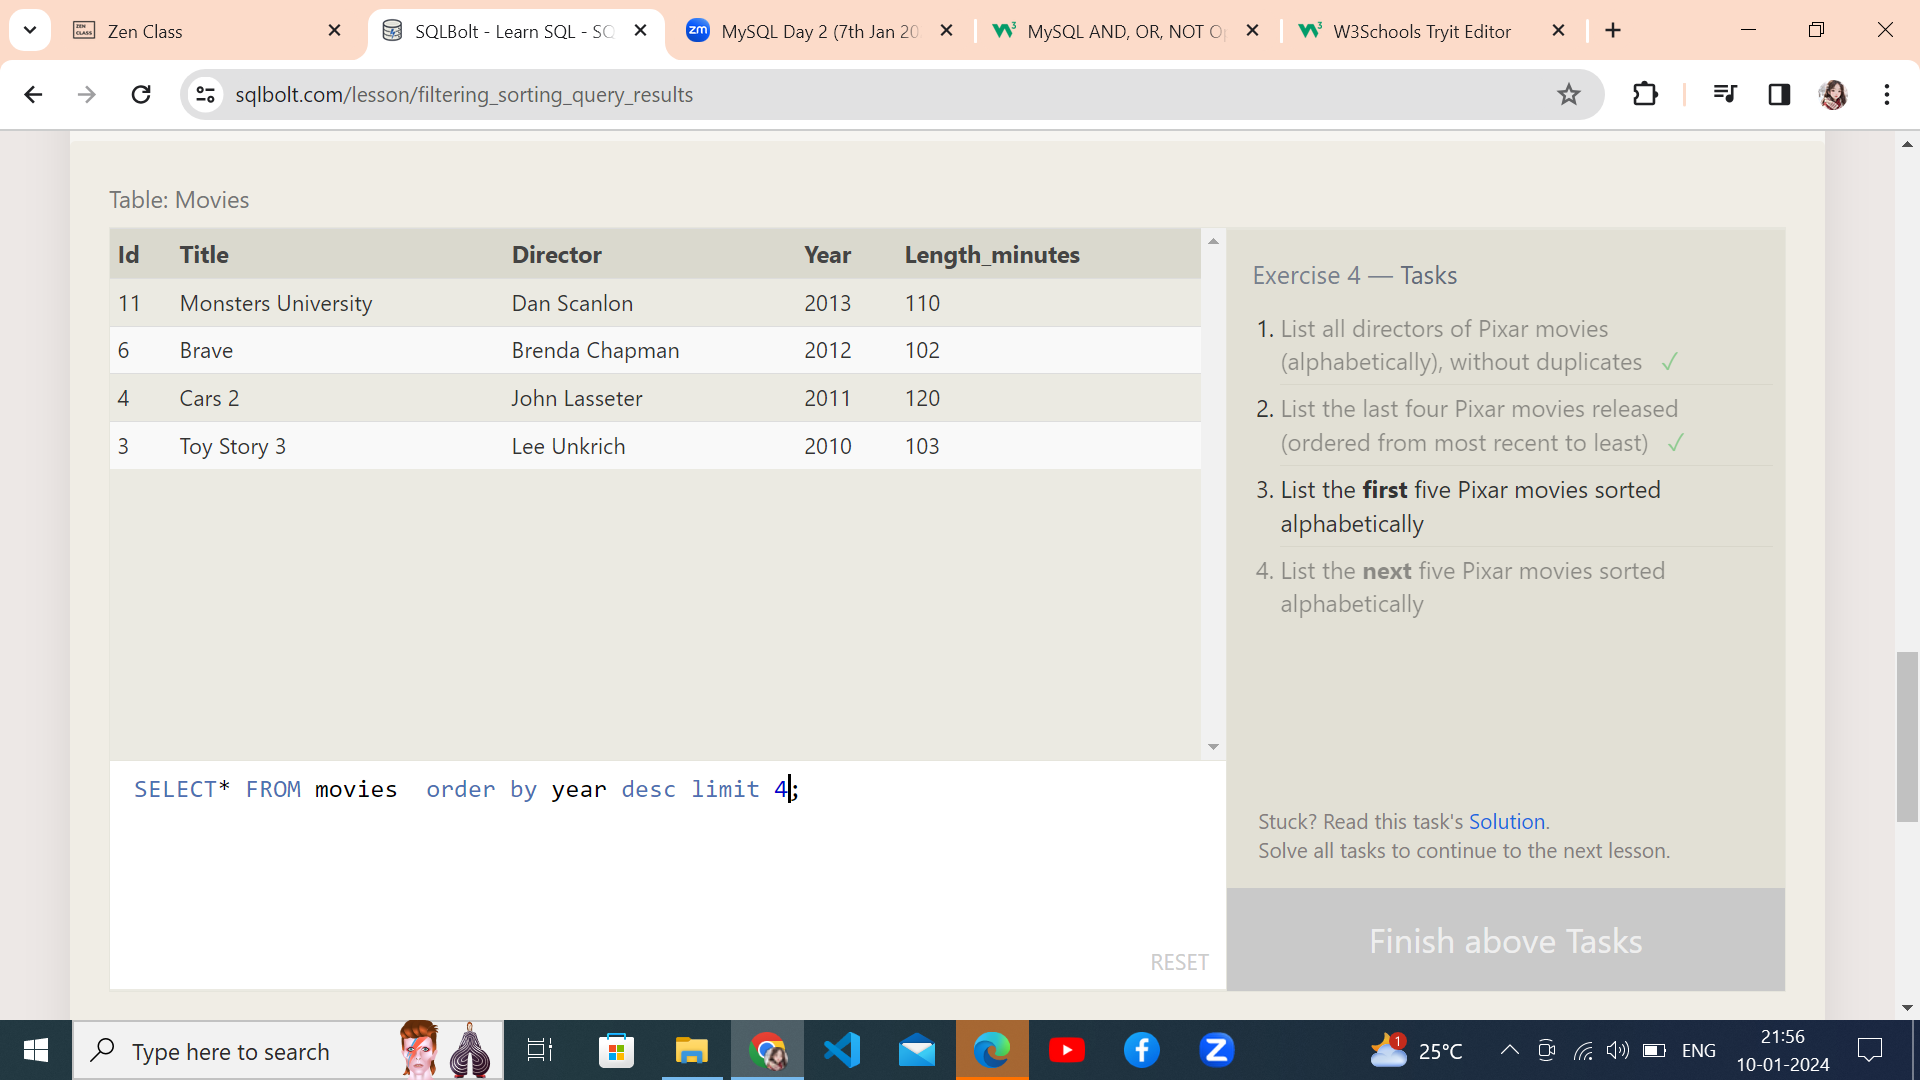 Zen Class
SQLBolt - Learn SQL - SQ
MySQL Day 2 (7th Jan 20
MySQL AND, OR, NOT Op
W3Schools Tryit Editor
sqlbolt.com/lesson/filtering_sorting_query_results
Table: Movies
Id Title Director Year Length_minutes
11 Monsters University Dan Scanlon 2013 110
6 Brave Brenda Chapman 2012 102
4 Cars 2 John Lasseter 2011 120
3 Toy Story 3 Lee Unkrich 2010 103
SELECT* FROM movies  order by year desc limit 4;
RESET
Exercise 4 — Tasks
1. List all directors of Pixar movies
(alphabetically), without duplicates ✓
2. List the last four Pixar movies released
(ordered from most recent to least) ✓
3. List the first five Pixar movies sorted
alphabetically
4. List the next five Pixar movies sorted
alphabetically
Stuck? Read this task's Solution.
Solve all tasks to continue to the next lesson.
Finish above Tasks
Type here to search
1
25°C
ENG
21:56
10-01-2024